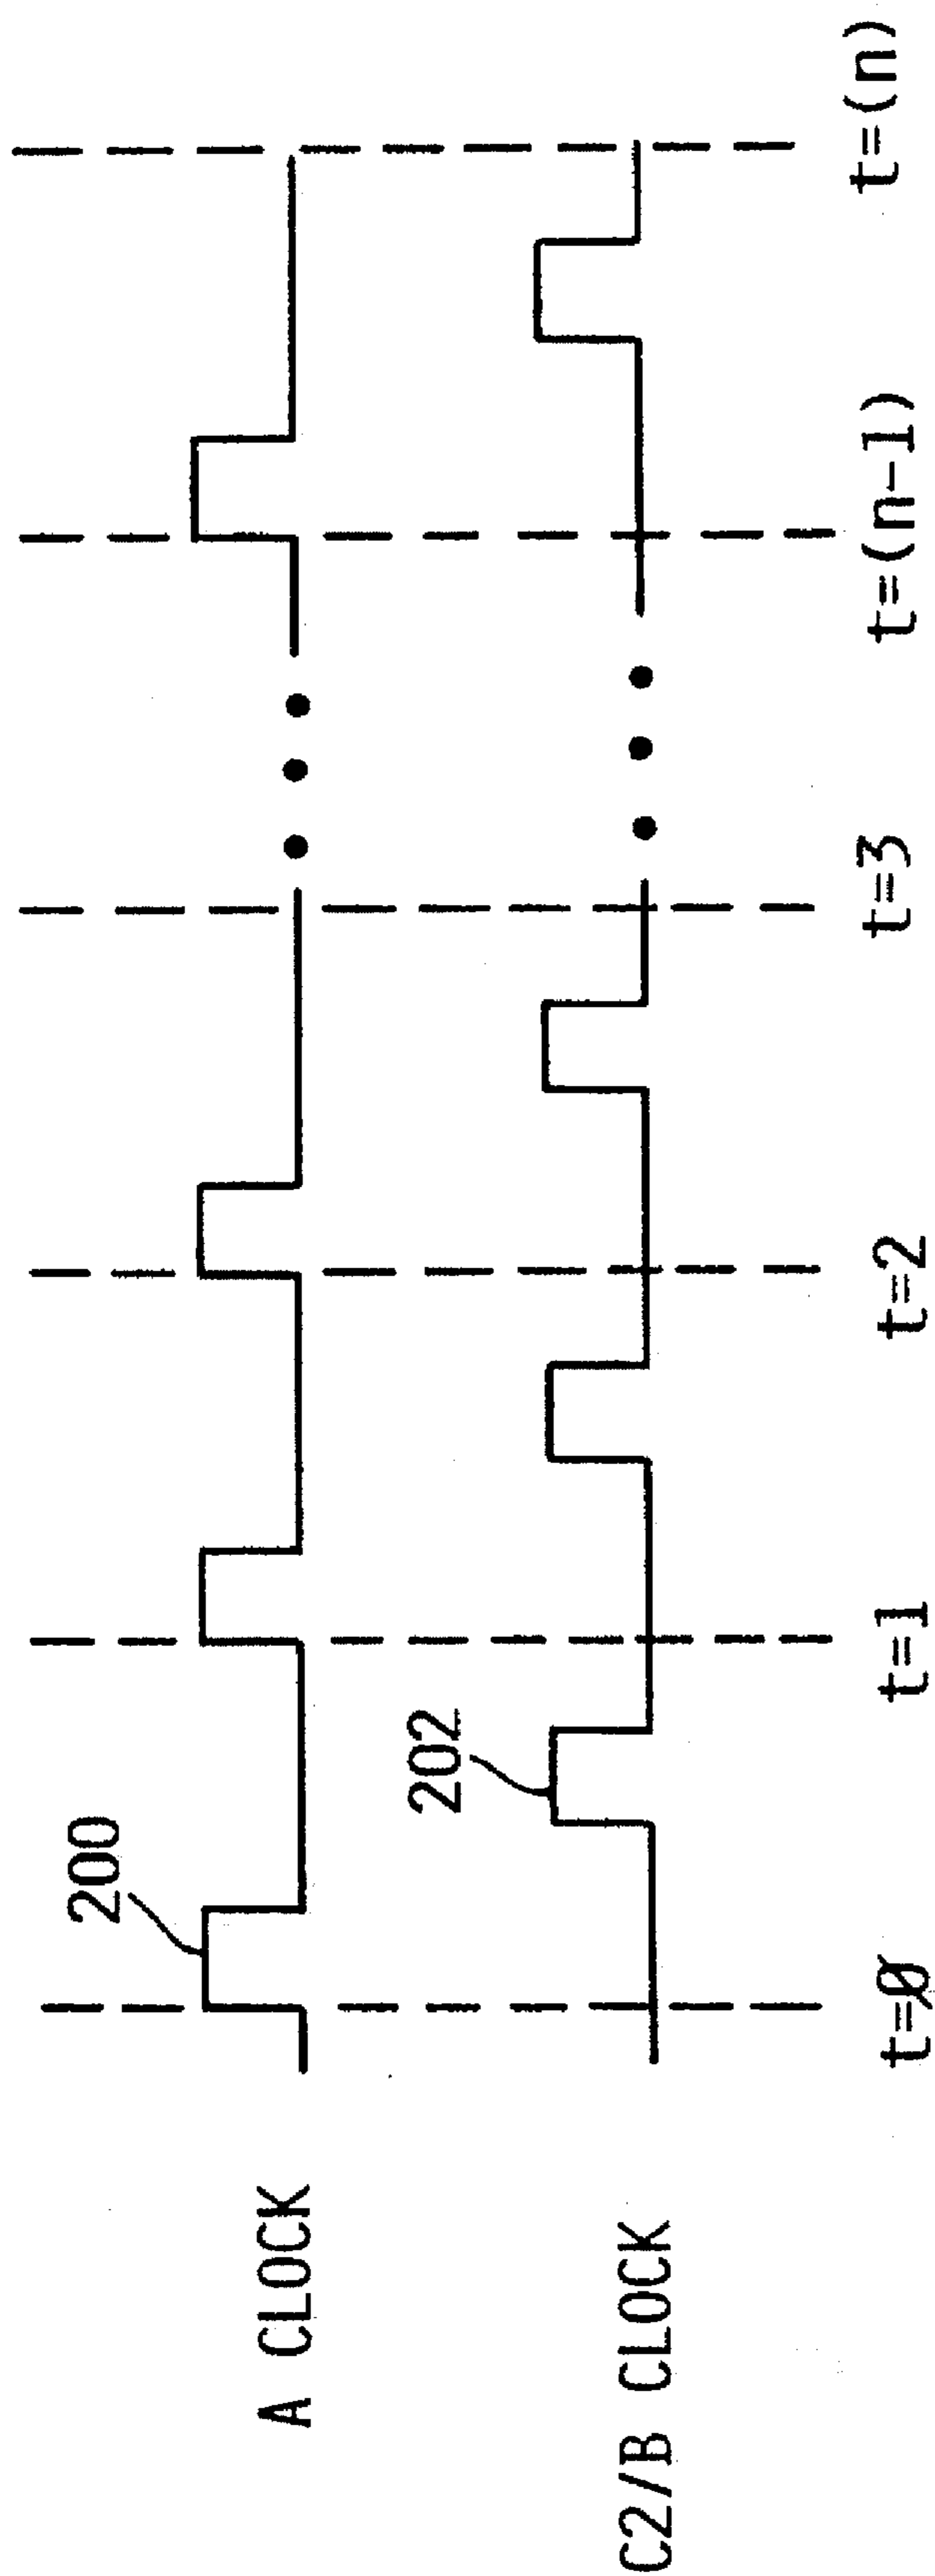 200
A CLOCK
202
C2/B CLOCK
t=Ø t=1 t=2 t=3 t=(n-1) t=(n)